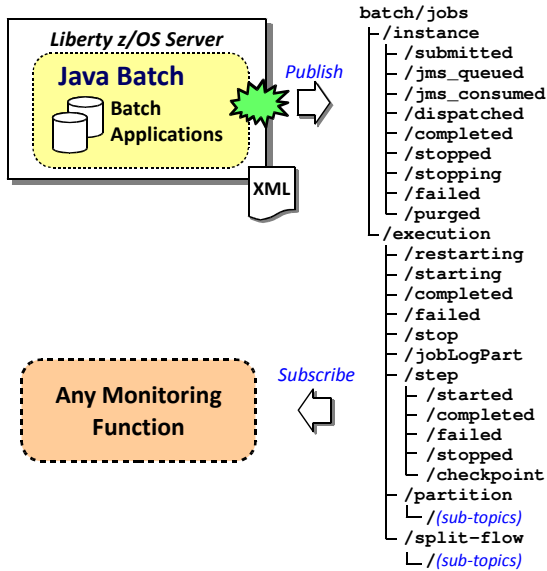 Liberty z/OS Server
Java Batch
Batch
Applications
XML
Publish
batch/jobs
/instance
/submitted
/jms_queued
/jms_consumed
/dispatched
/completed
/stopped
/stopping
/failed
/purged
/execution
/restarting
/starting
/completed
/failed
/stop
/jobLogPart
/step
/started
/completed
/failed
/stopped
/checkpoint
/partition
/(sub-topics)
/split-flow
/(sub-topics)
Subscribe
Any Monitoring
Function